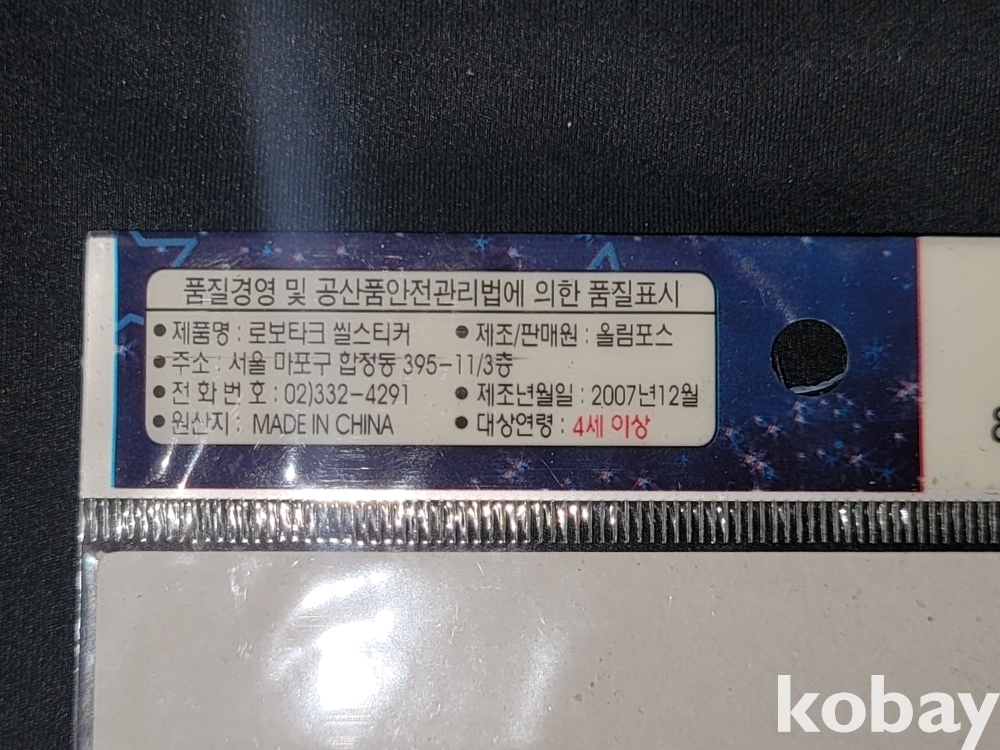 품질경영 및 공산품안전관리법에 의한 품질표시
● 제품명 : 로보타크 씰스티커 ● 제조/판매원 : 올림포스
● 주소 : 서울 마포구 합정동 395-11/3층
● 전화번호 : 02)332-4291 ● 제조년월일 : 2007년12월
● 원산지 : MADE IN CHINA ● 대상연령 : 4세 이상
kobay